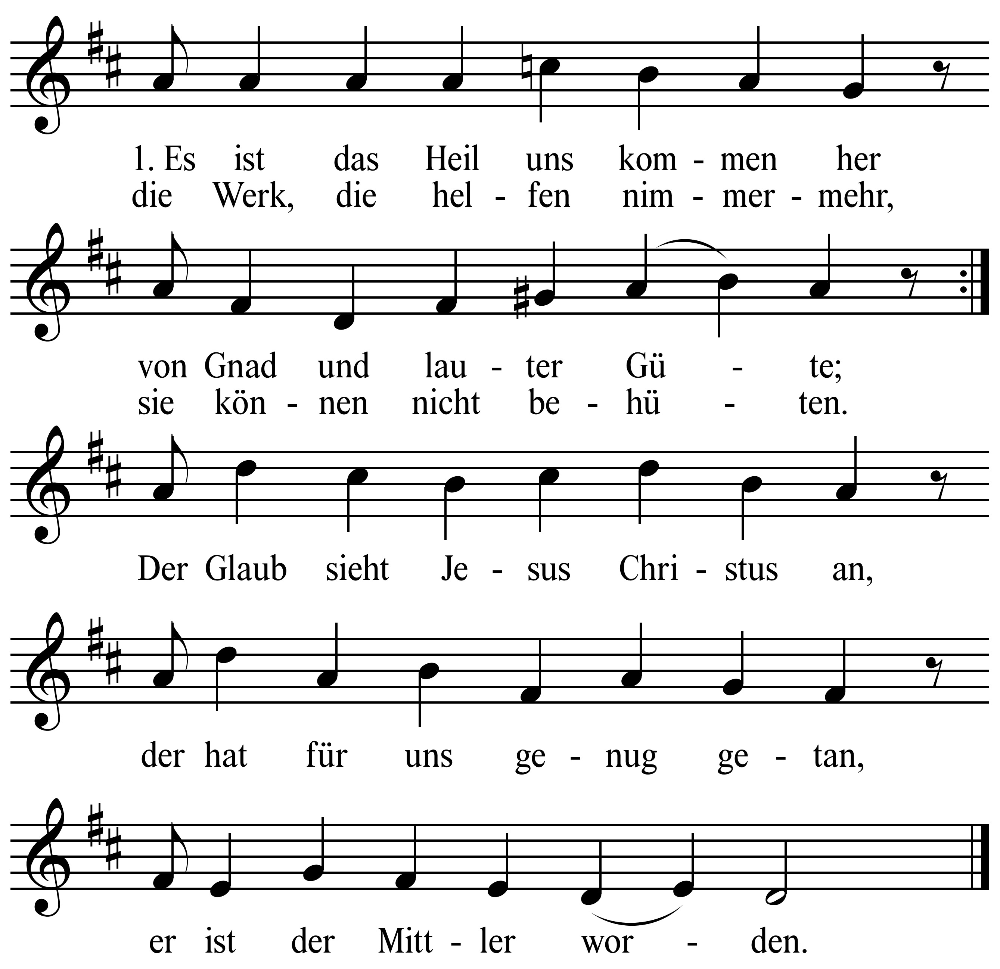 1. Es ist das Heil uns kom - men her
die Werk, die hel - fen nim - mer - mehr,
von Gnad und lau - ter Gü - te;
sie kön - nen nicht be - hü - ten.
Der Glaub sieht Je - sus Chri - stus an,
der hat für uns ge - nug ge - tan,
er ist der Mitt - ler wor - den.